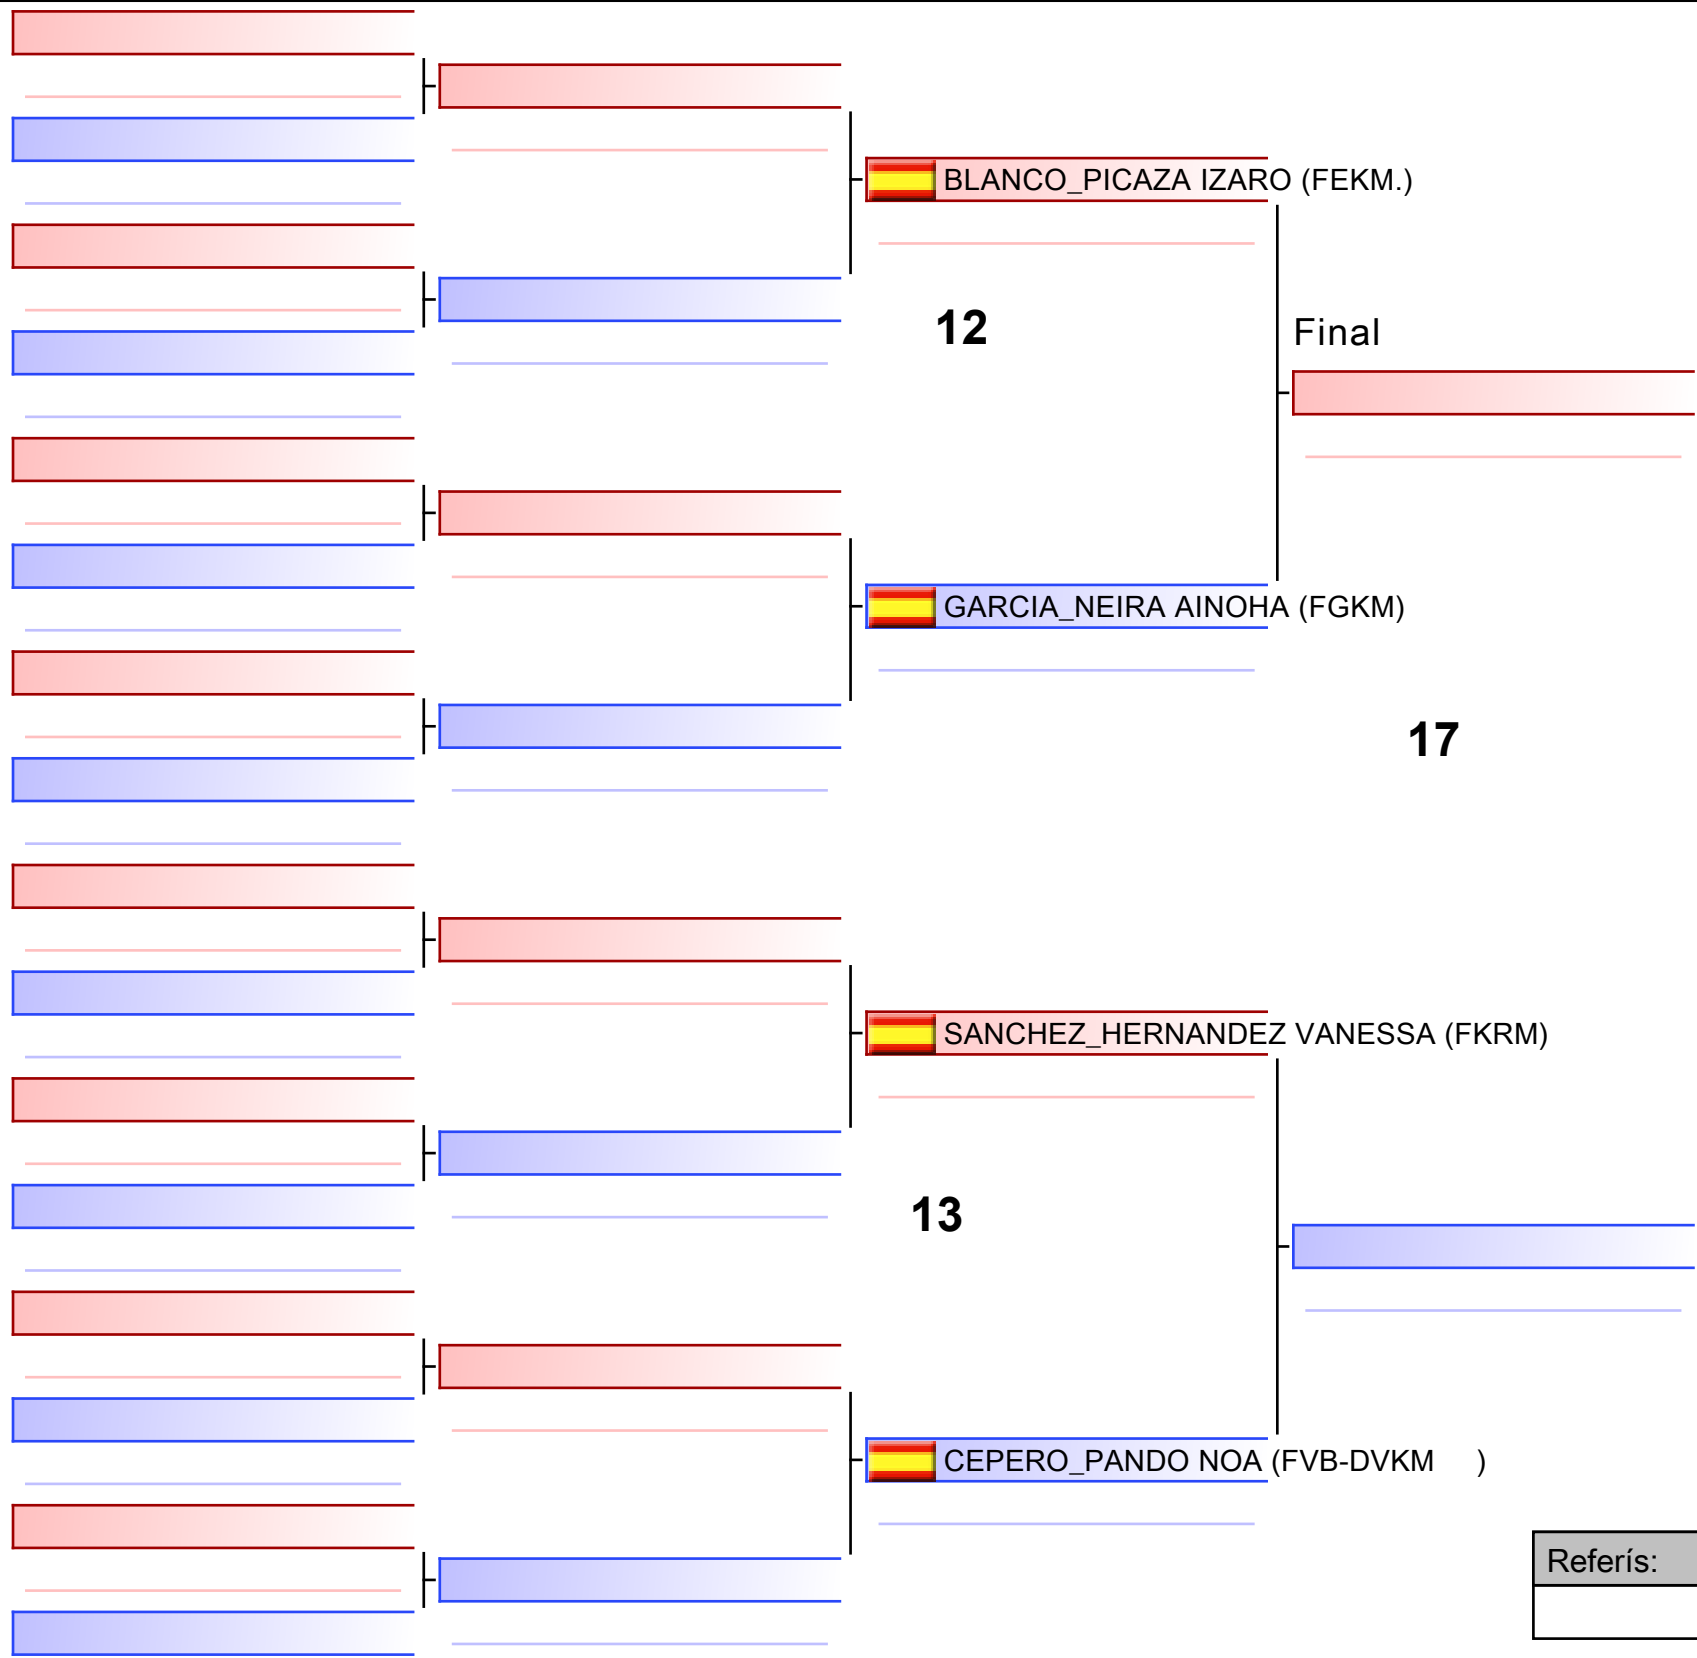 BLANCO_PICAZA IZARO (FEKM.)
12
Final
GARCIA_NEIRA AINOHA (FGKM)
17
SANCHEZ_HERNANDEZ VANESSA (FKRM)
13
CEPERO_PANDO NOA (FVB-DVKM )
Referís: